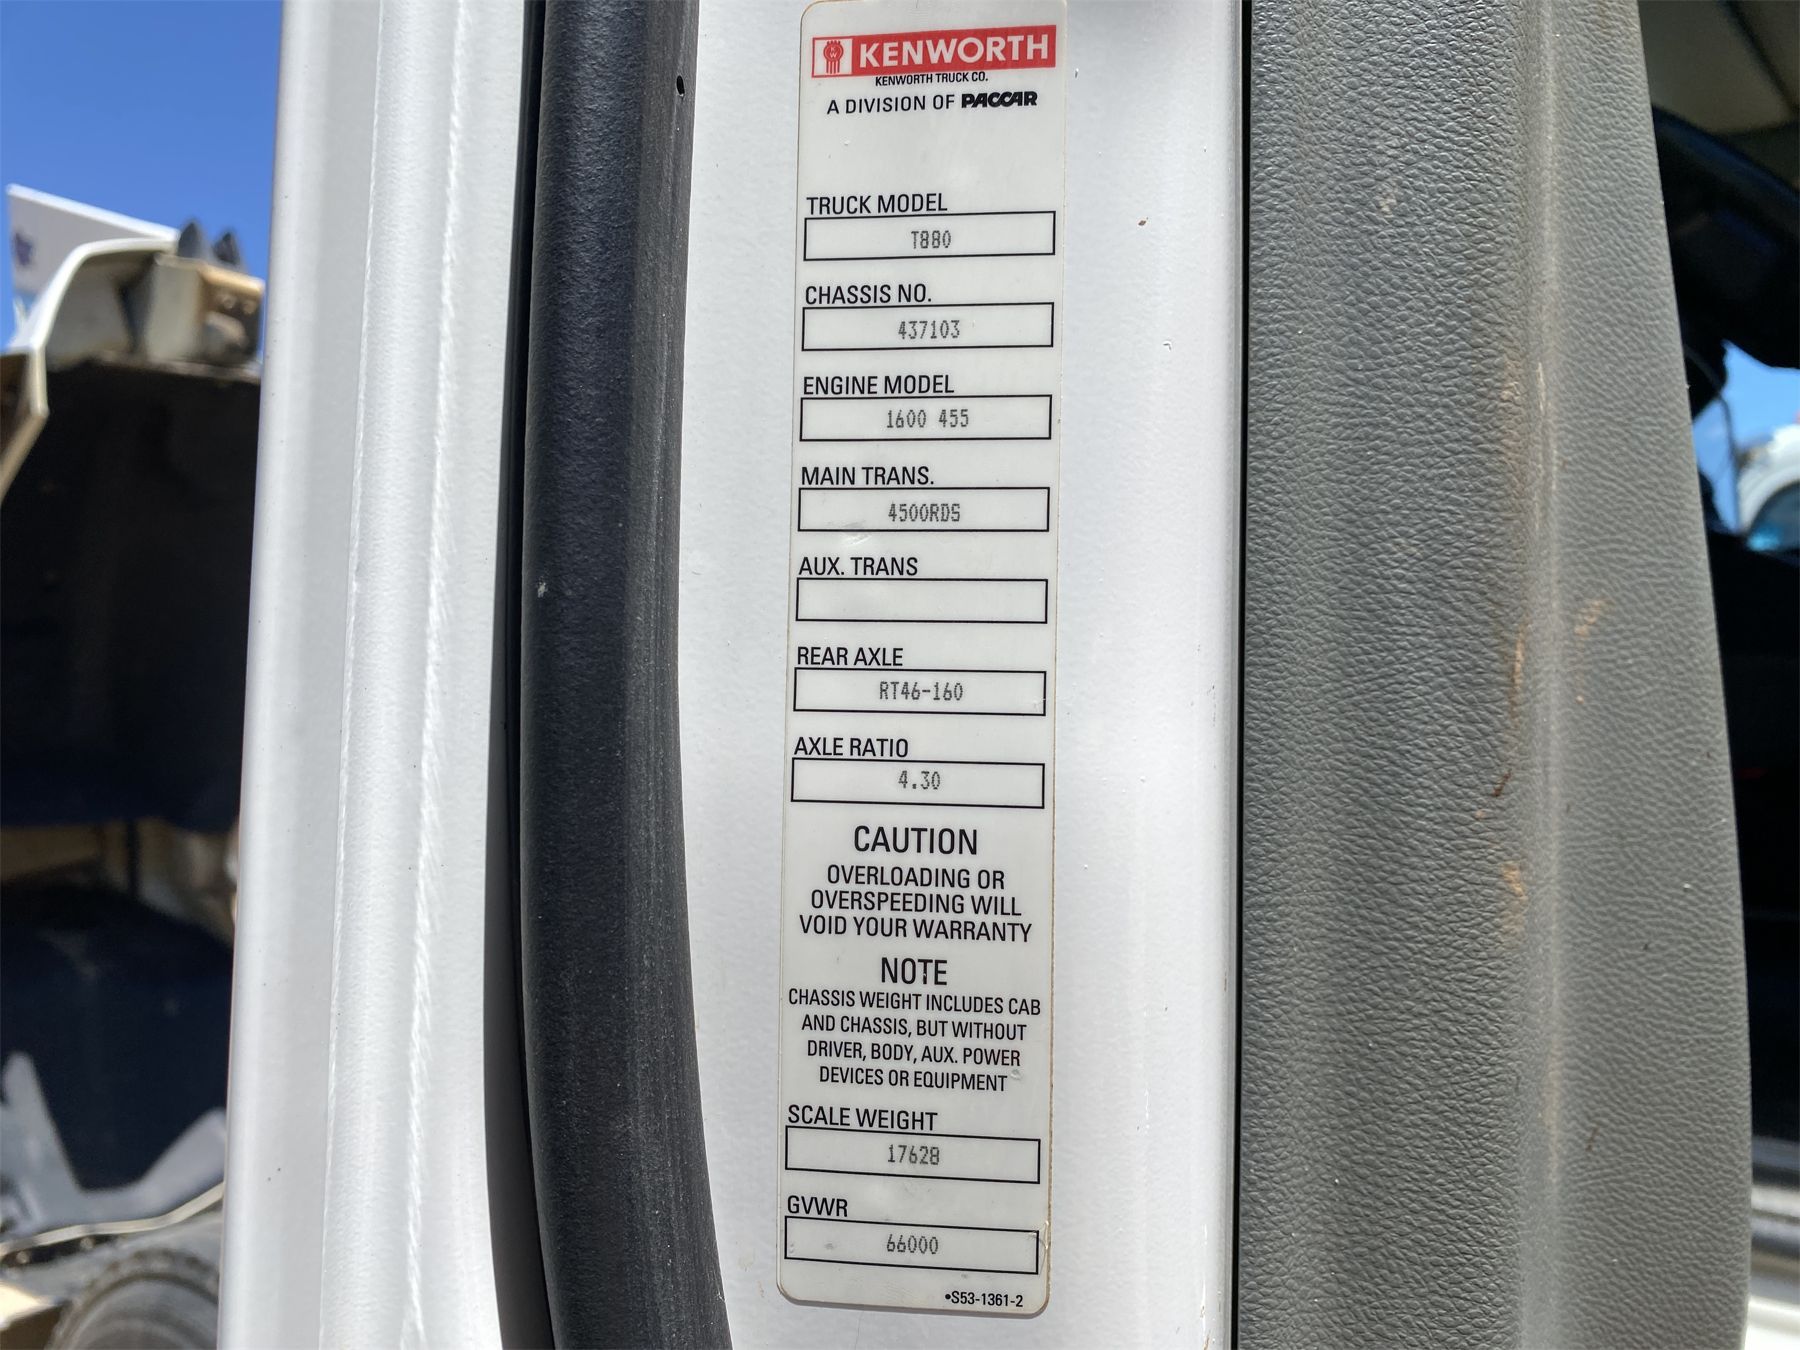 KW KENWORTH
KENWORTH TRUCK CO.
A DIVISION OF PACCAR
TRUCK MODEL
T880
CHASSIS NO.
437103
ENGINE MODEL
1600 455
MAIN TRANS.
4500RDS
AUX. TRANS
REAR AXLE
RT46-160
AXLE RATIO
4.30
CAUTION
OVERLOADING OR
OVERSPEEDING WILL
VOID YOUR WARRANTY
NOTE
CHASSIS WEIGHT INCLUDES CAB
AND CHASSIS, BUT WITHOUT
DRIVER, BODY, AUX. POWER
DEVICES OR EQUIPMENT
SCALE WEIGHT
17628
GVWR
66000
•S53-1361-2